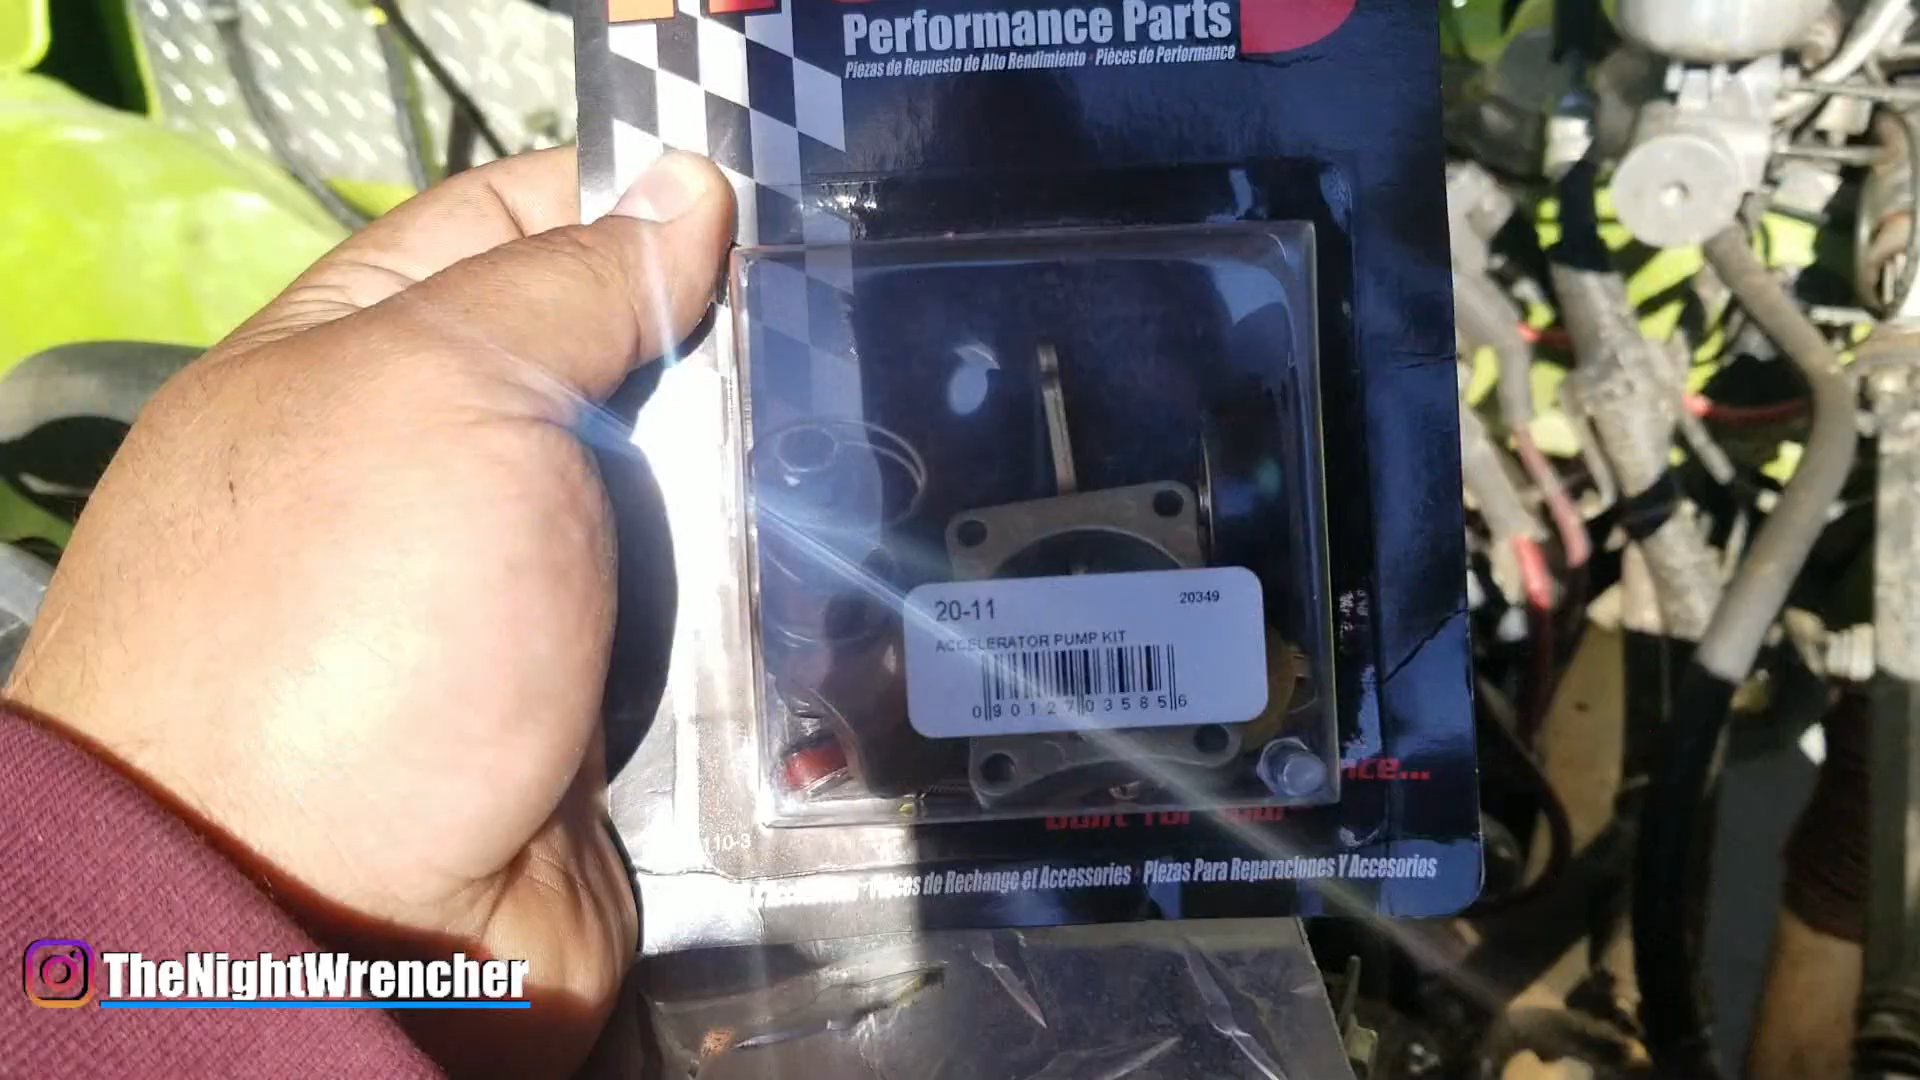 Performance Parts
Piezas de Repuesto de Alto Rendimiento · Pièces de Performance
20-11
20349
ACCELERATOR PUMP KIT
0 90127 03585 6
nce...
110-3
de Rechange et Accessories · Piezas Para Reparaciones Y Accesorios
TheNightWrencher